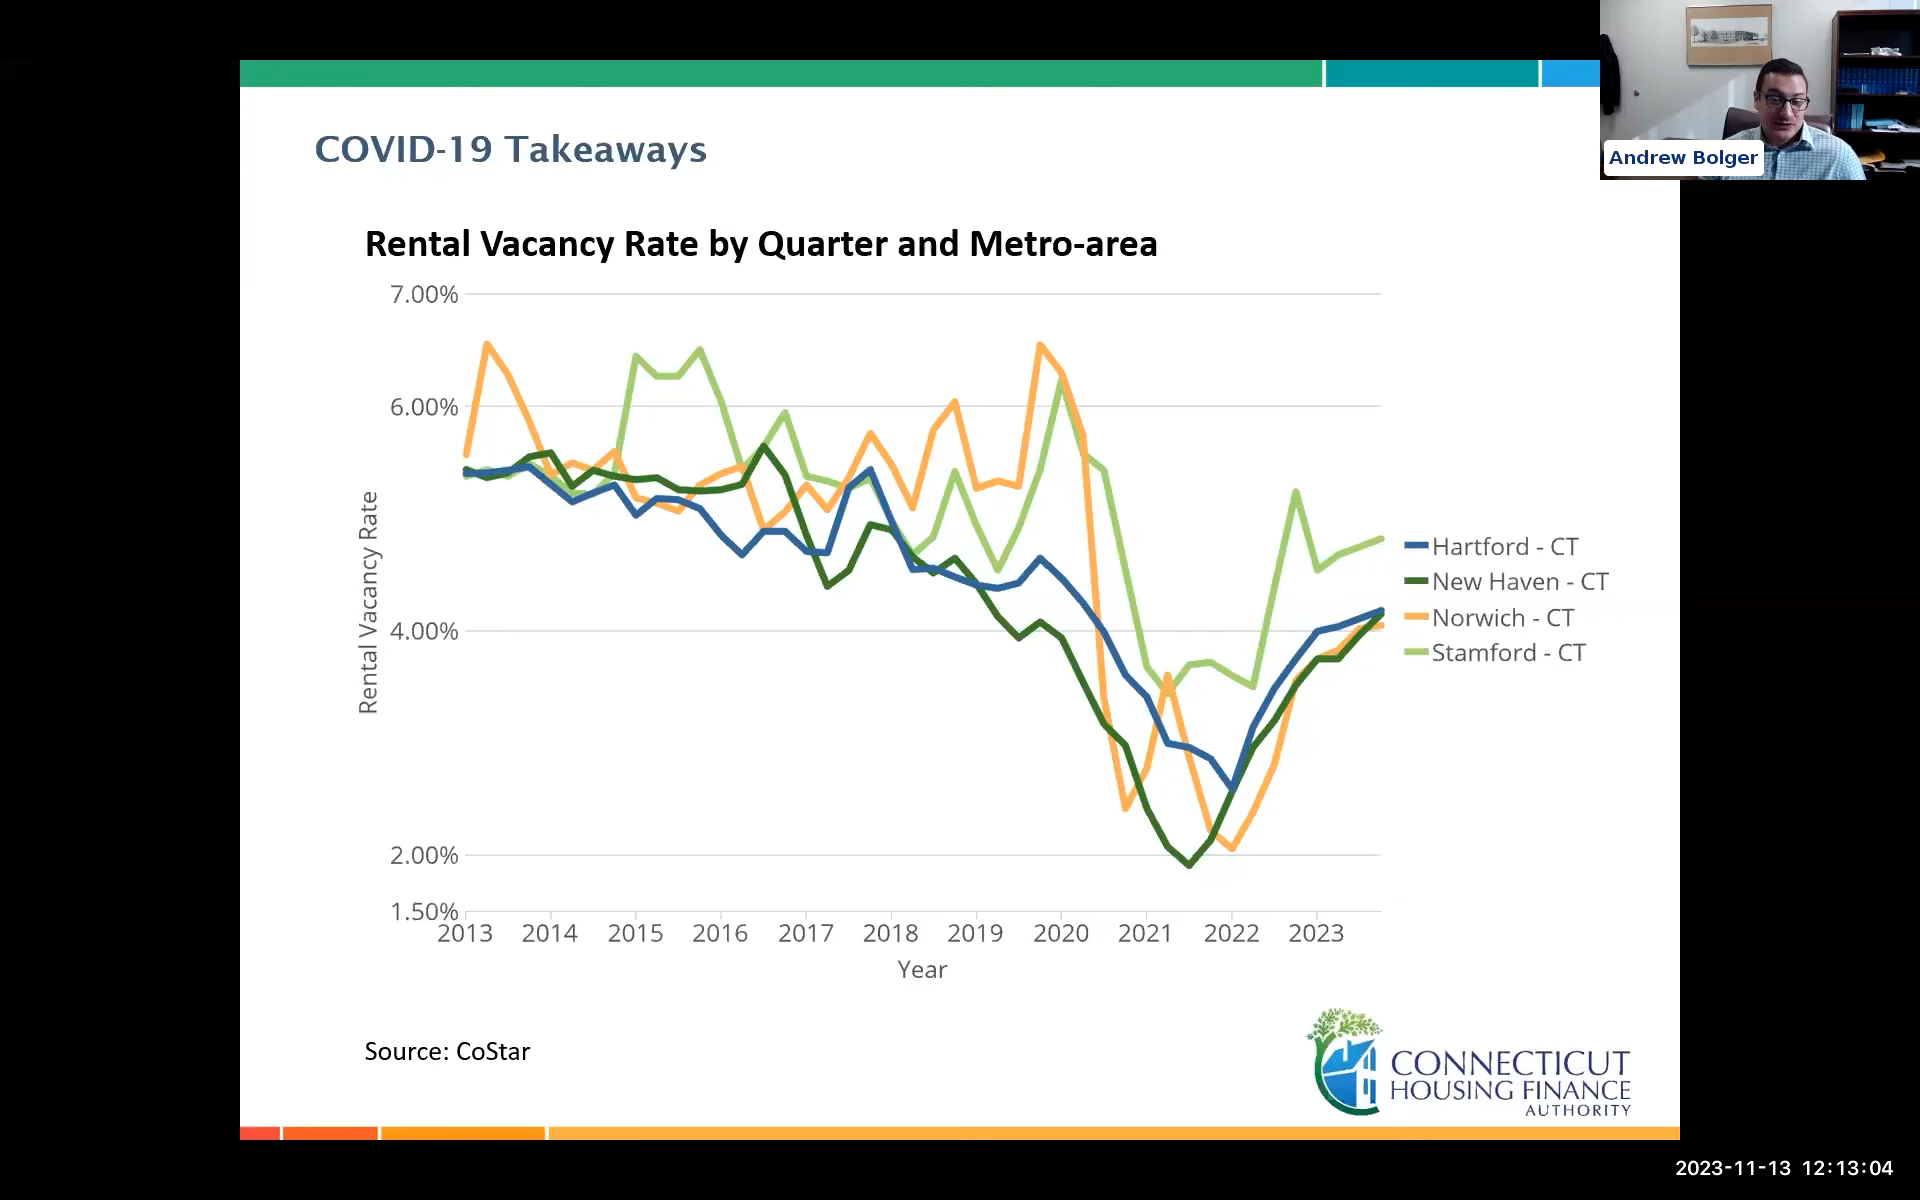 Andrew Bolger
COVID-19 Takeaways
Rental Vacancy Rate by Quarter and Metro-area
7.00%
6.00%
4.00%
2.00%
1.50%
Rental Vacancy Rate
2013 2014 2015 2016 2017 2018 2019 2020 2021 2022 2023
Year
Hartford - CT
New Haven - CT
Norwich - CT
Stamford - CT
Source: CoStar
CONNECTICUT
HOUSING FINANCE
AUTHORITY
2023-11-13 12:13:04